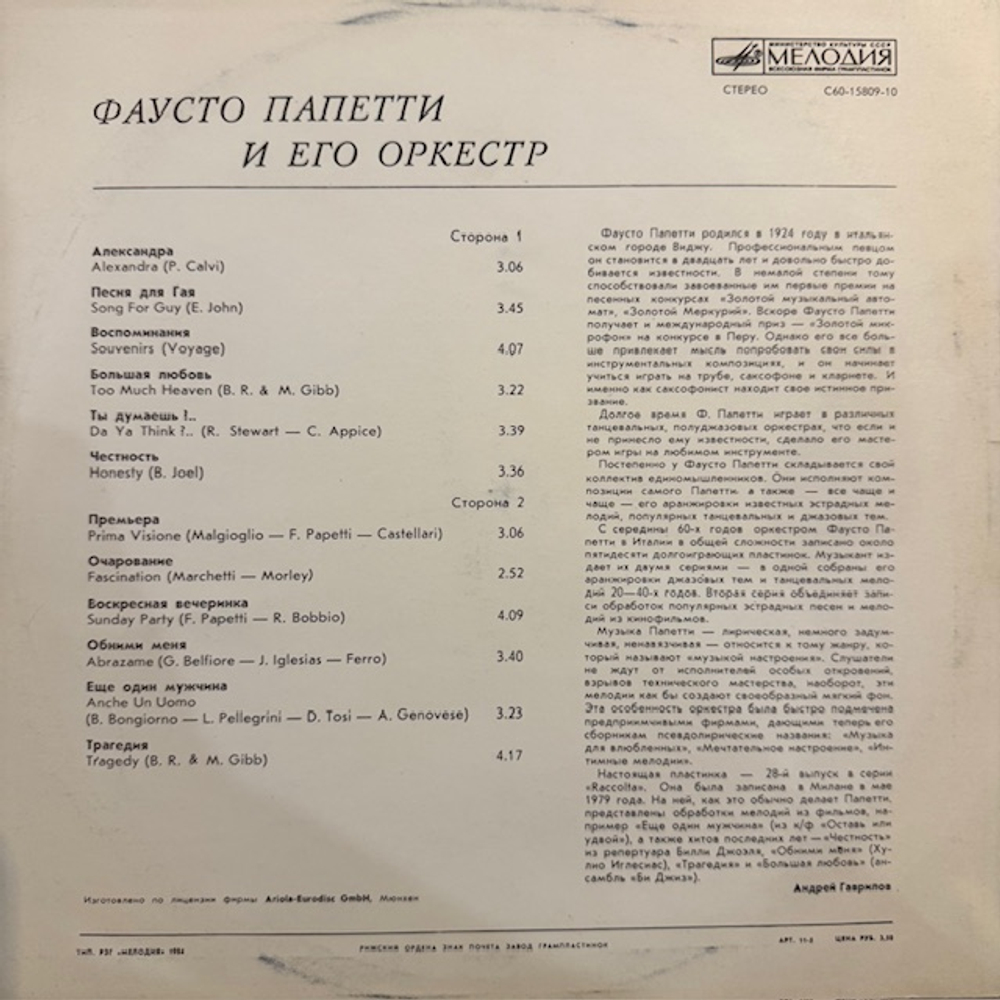 МИНИСТЕРСТВО КУЛЬТУРЫ СССР
МЕЛОДИЯ
ВСЕСОЮЗНАЯ ФИРМА ГРАМПЛАСТИНОК
СТЕРЕО С60-15809-10
ФАУСТО ПАПЕТТИ
И ЕГО ОРКЕСТР
Сторона 1
Александра
Alexandra (P. Calvi) 3.06
Песня для Гая
Song For Guy (E. John) 3.45
Воспоминания
Souvenirs (Voyage) 4.07
Большая любовь
Too Much Heaven (B. R. & M. Gibb) 3.22
Ты думаешь?..
Da Ya Think?.. (R. Stewart — C. Appice) 3.39
Честность
Honesty (B. Joel) 3.36
Сторона 2
Премьера
Prima Visione (Malgioglio — F. Papetti — Castellari) 3.06
Очарование
Fascination (Marchetti — Morley) 2.52
Воскресная вечеринка
Sunday Party (F. Papetti — R. Bobbio) 4.09
Обними меня
Abrazame (G. Belfiore — J. Iglesias — Ferro) 3.40
Еще один мужчина
Anche Un Uomo
(B. Bongiorno — L. Pellegrini — D. Tosi — A. Genovese) 3.23
Трагедия
Tragedy (B. R. & M. Gibb) 4.17
Фаусто Папетти родился в 1924 году в итальян-
ском городе Виджу. Профессиональным певцом
он становится в двадцать лет и довольно быстро до-
бивается известности. В немалой степени тому
способствовали завоеванные им первые премии на
песенных конкурсах «Золотой музыкальный авто-
мат», «Золотой Меркурий». Вскоре Фаусто Папетти
получает и международный приз — «Золотой мик-
рофон» на конкурсе в Перу. Однако его все боль-
ше привлекает мысль попробовать свои силы в
инструментальных композициях, и он начинает
учиться играть на трубе, саксофоне и кларнете. И
именно как саксофонист находит свое истинное при-
звание.
Долгое время Ф. Папетти играет в различных
танцевальных, полуджазовых оркестрах, что если и
не принесло ему известности, сделало его масте-
ром игры на любимом инструменте.
Постепенно у Фаусто Папетти складывается свой
коллектив единомышленников. Они исполняют ком-
позиции самого Папетти, а также — все чаще и
чаще — его аранжировки известных эстрадных ме-
лодий, популярных танцевальных и джазовых тем.
С середины 60-х годов оркестром Фаусто Па-
петти в Италии в общей сложности записано около
пятидесяти долгоиграющих пластинок. Музыкант из-
дает их двумя сериями — в одной собраны его
аранжировки джазовых тем и танцевальных мело-
дий 20—40-х годов. Вторая серия объединяет запи-
си обработок популярных эстрадных песен и мело-
дий из кинофильмов.
Музыка Папетти — лирическая, немного задум-
чивая, ненавязчивая — относится к тому жанру, ко-
торый называют «музыкой настроения». Слушатели
не ждут от исполнителей особых откровений,
взрывов технического мастерства, наоборот, эти
мелодии как бы создают своеобразный мягкий фон.
Эта особенность оркестра была быстро подмечена
предприимчивыми фирмами, дающими теперь его
сборникам псевдолирические названия: «Музыка
для влюбленных», «Мечтательное настроение», «Ин-
тимные мелодии».
Настоящая пластинка — 28-й выпуск в серии
«Raccolta». Она была записана в Милане в мае
1979 года. На ней, как это обычно делает Папетти,
представлены обработки мелодий из фильмов, на-
пример «Еще один мужчина» (из к/ф «Оставь или
удвой»), а также хитов последних лет — «Честность»
из репертуара Билли Джоэля, «Обними меня» (Ху-
лио Иглесиас), «Трагедия» и «Большая любовь» (ан-
самбль «Би Джиз»).
Андрей Гаврилов
Изготовлено по лицензии фирмы Ariola-Eurodisc GmbH, Мюнхен
ТИП. РЗГ «МЕЛОДИЯ» РИЖСКИЙ ОРДЕНА ЗНАК ПОЧЕТА ЗАВОД ГРАМПЛАСТИНОК АРТ. 11-2 ЦЕНА РУБ.